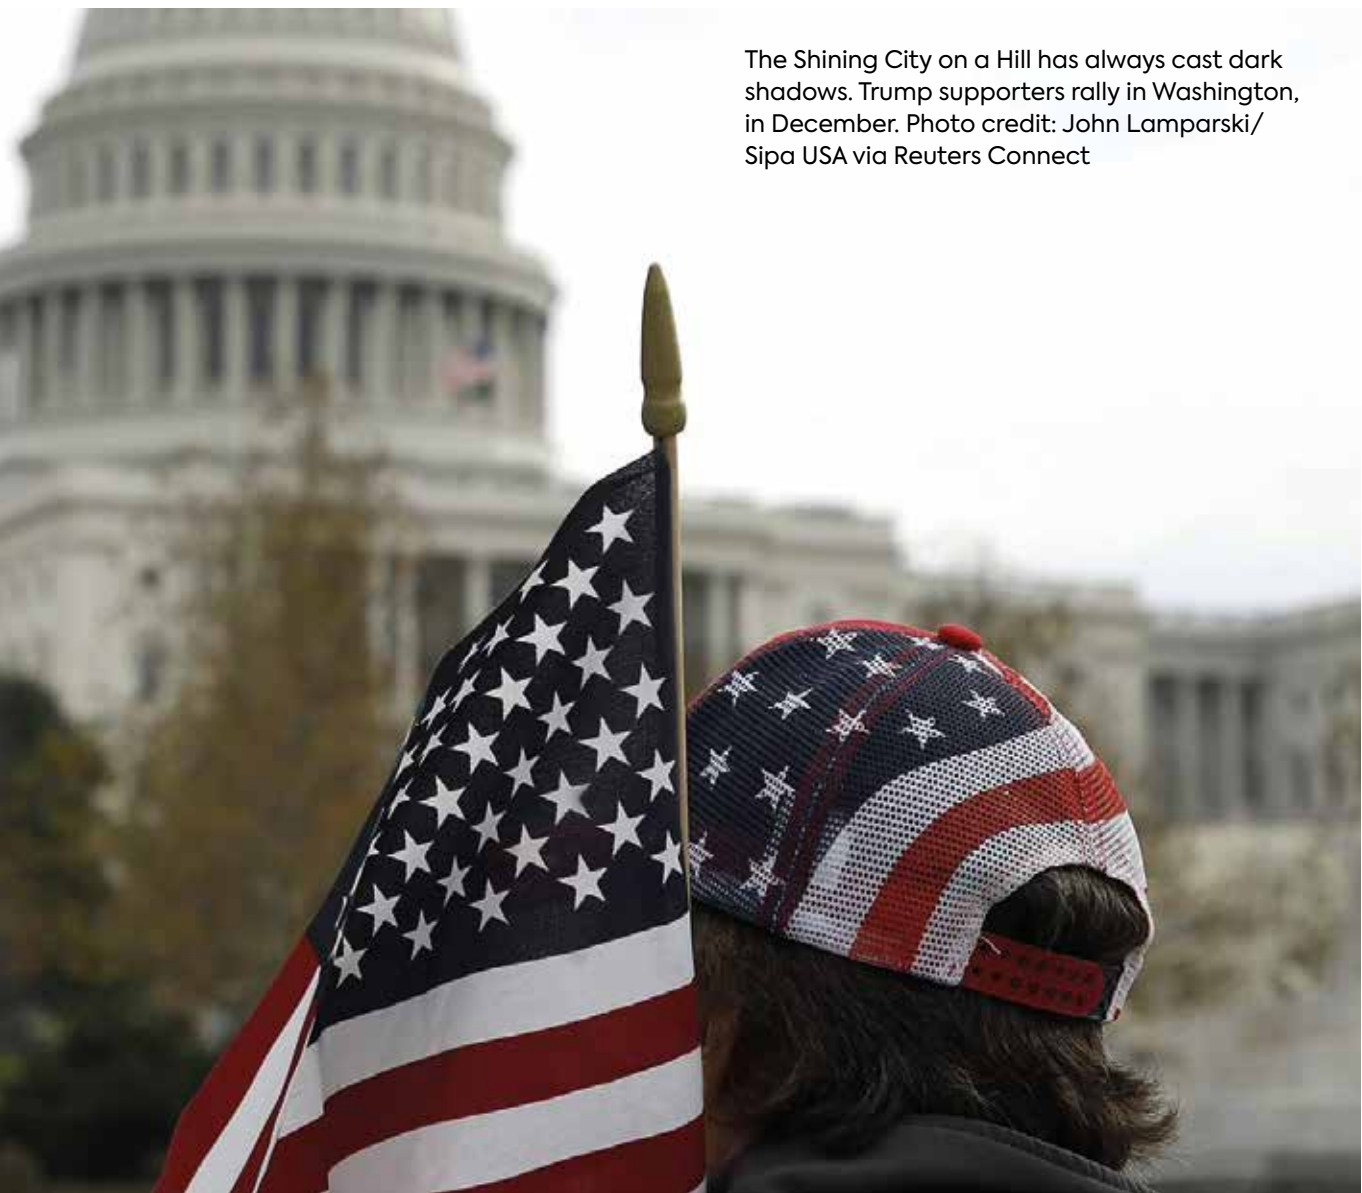 The Shining City on a Hill has always cast dark
shadows. Trump supporters rally in Washington,
in December. Photo credit: John Lamparski/
Sipa USA via Reuters Connect